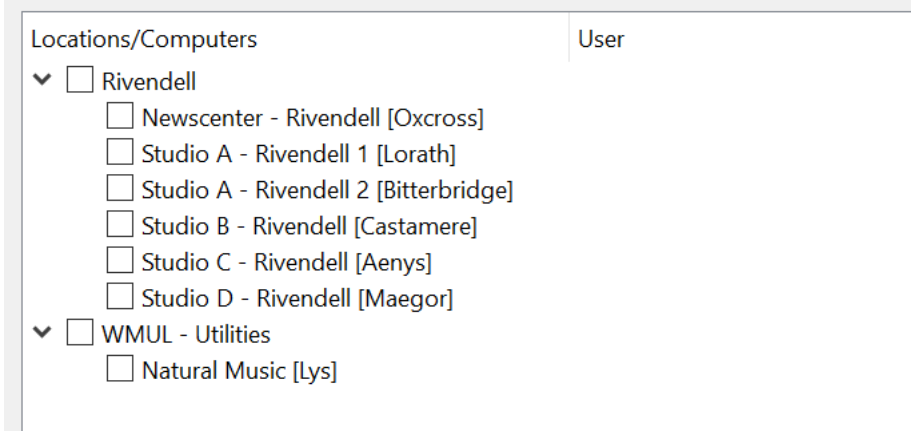 Locations/Computers User
Rivendell
Newscenter - Rivendell [Oxcross]
Studio A - Rivendell 1 [Lorath]
Studio A - Rivendell 2 [Bitterbridge]
Studio B - Rivendell [Castamere]
Studio C - Rivendell [Aenys]
Studio D - Rivendell [Maegor]
WMUL - Utilities
Natural Music [Lys]